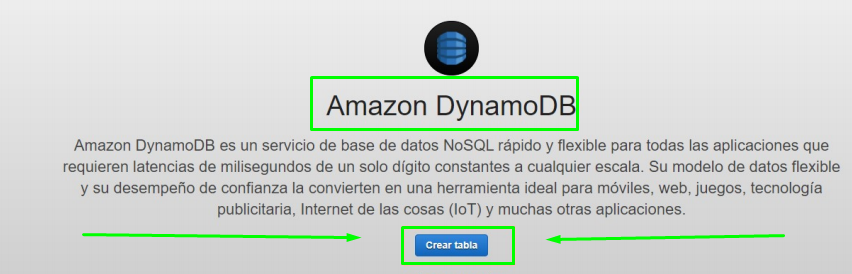 Amazon DynamoDB
Amazon DynamoDB es un servicio de base de datos NoSQL rápido y flexible para todas las aplicaciones que
requieren latencias de milisegundos de un solo dígito constantes a cualquier escala. Su modelo de datos flexible
y su desempeño de confianza la convierten en una herramienta ideal para móviles, web, juegos, tecnología
publicitaria, Internet de las cosas (IoT) y muchas otras aplicaciones.
Crear tabla